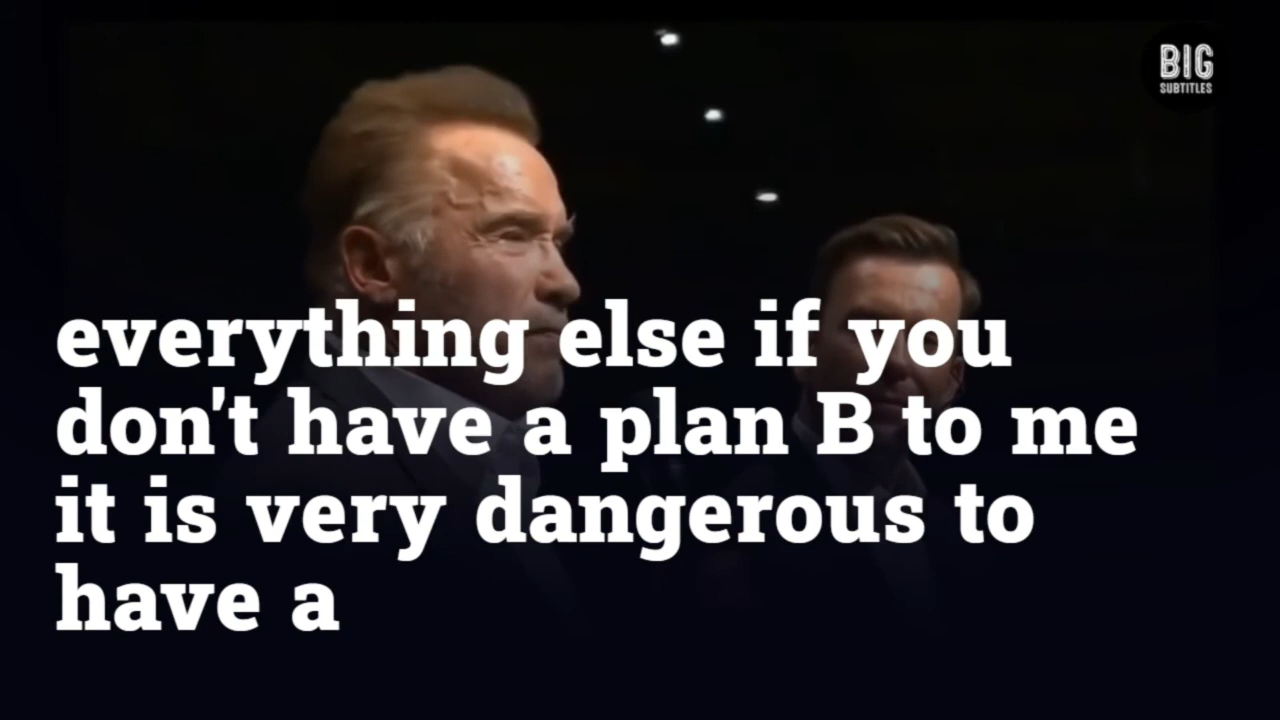 BIG
SUBTITLES
everything else if you
don't have a plan B to me
it is very dangerous to
have a